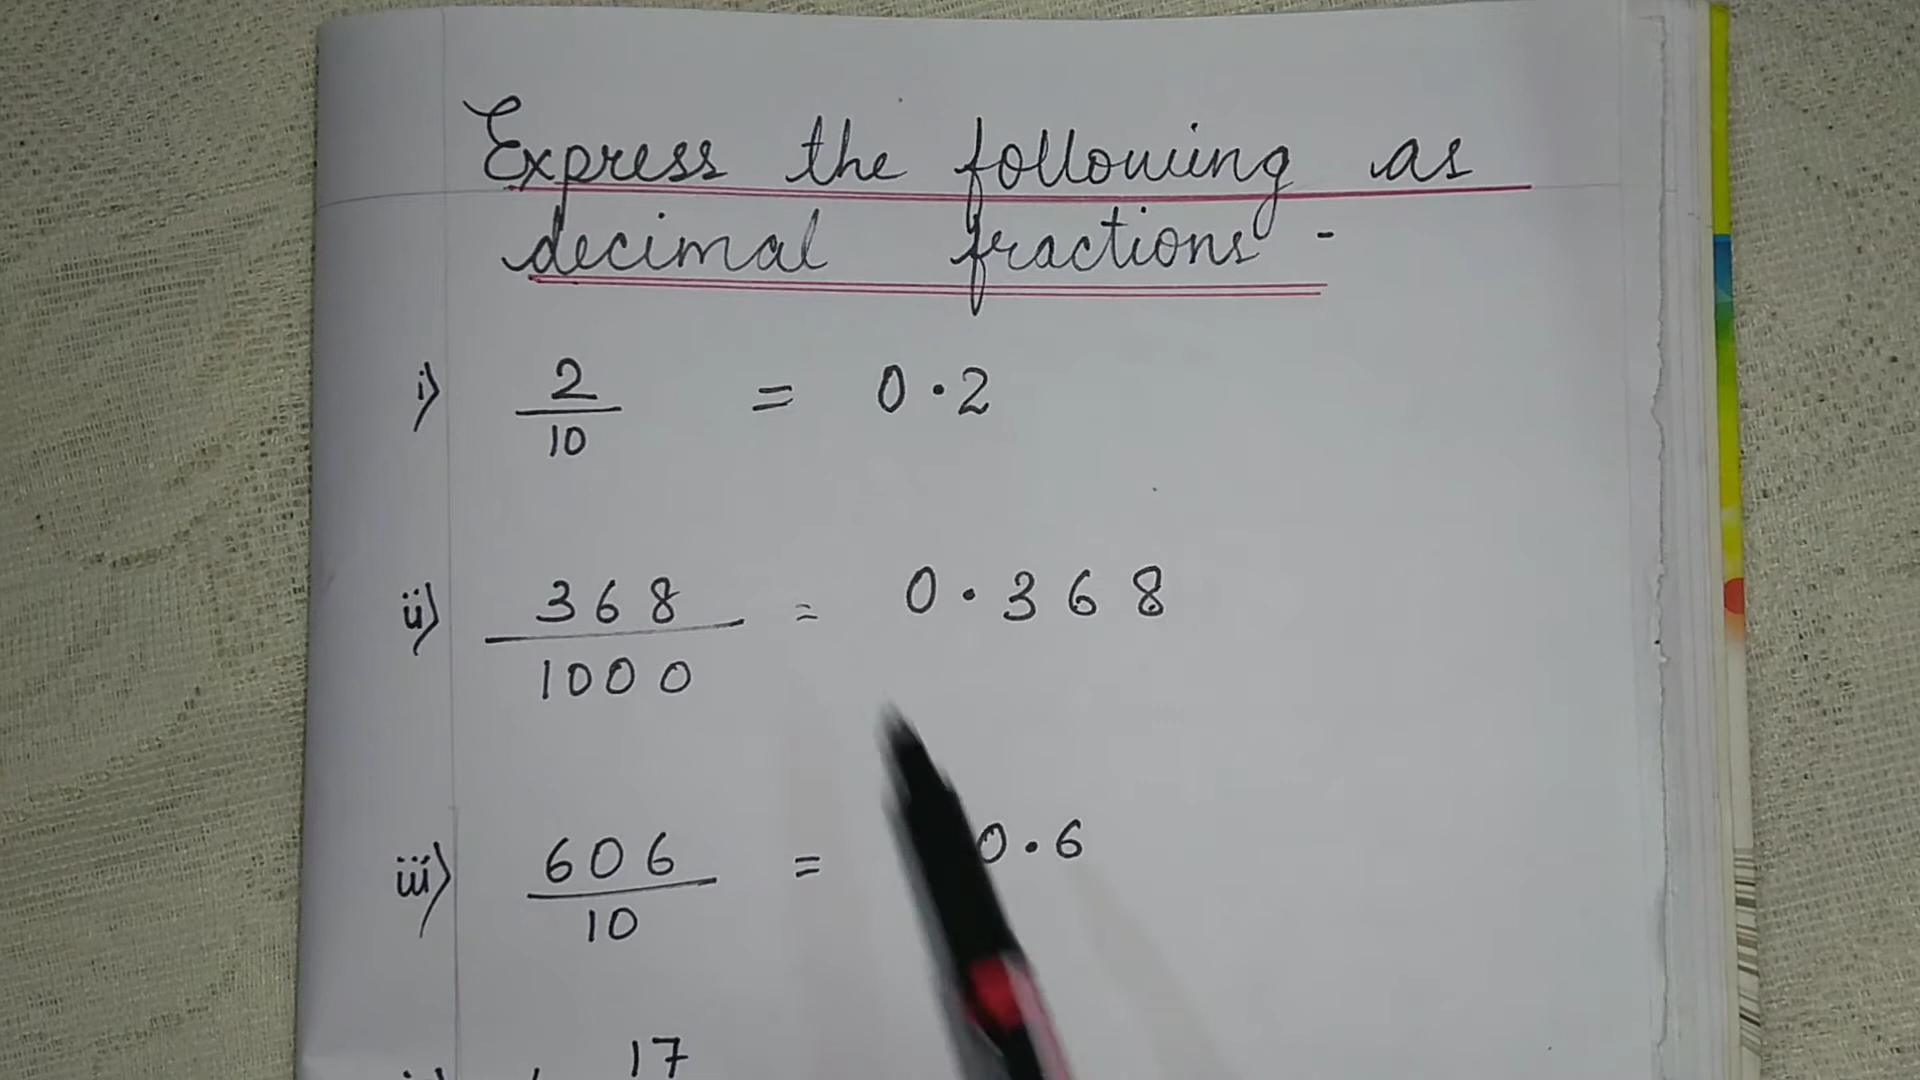 Express the following as
decimal fractions -
i) 2/10 = 0.2
ii) 368/1000 = 0.368
iii) 606/10 = 0.6
17